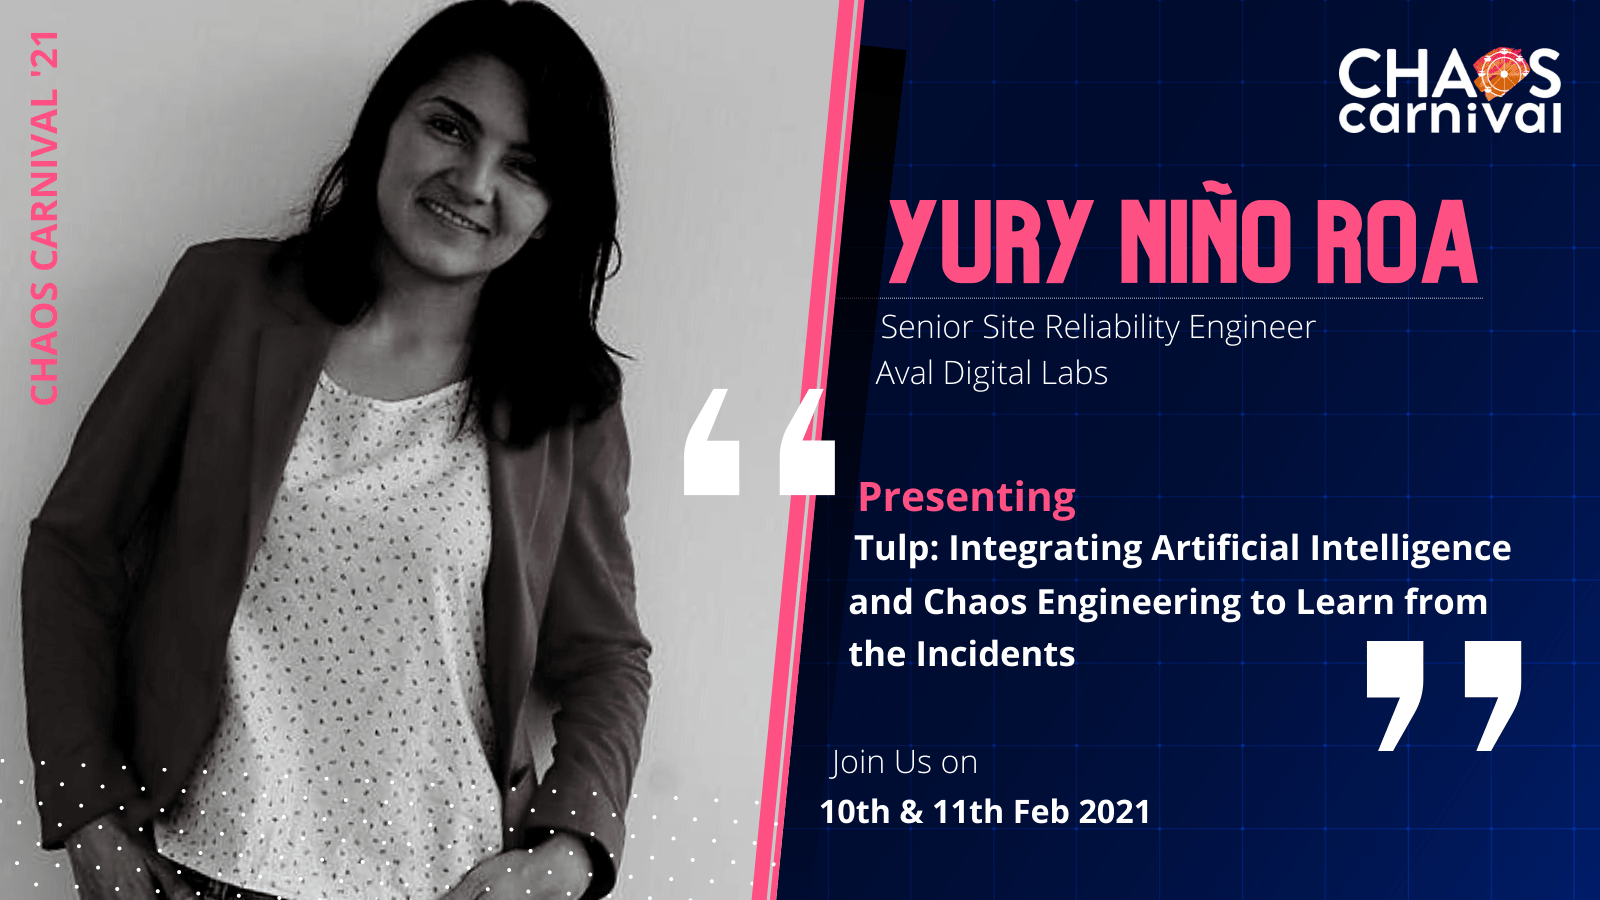 CHAOS CARNIVAL '21
CHAOS
carnival
YURY NIÑO ROA
Senior Site Reliability Engineer
Aval Digital Labs
“
Presenting
Tulp: Integrating Artificial Intelligence
and Chaos Engineering to Learn from
the Incidents
”
Join Us on
10th & 11th Feb 2021